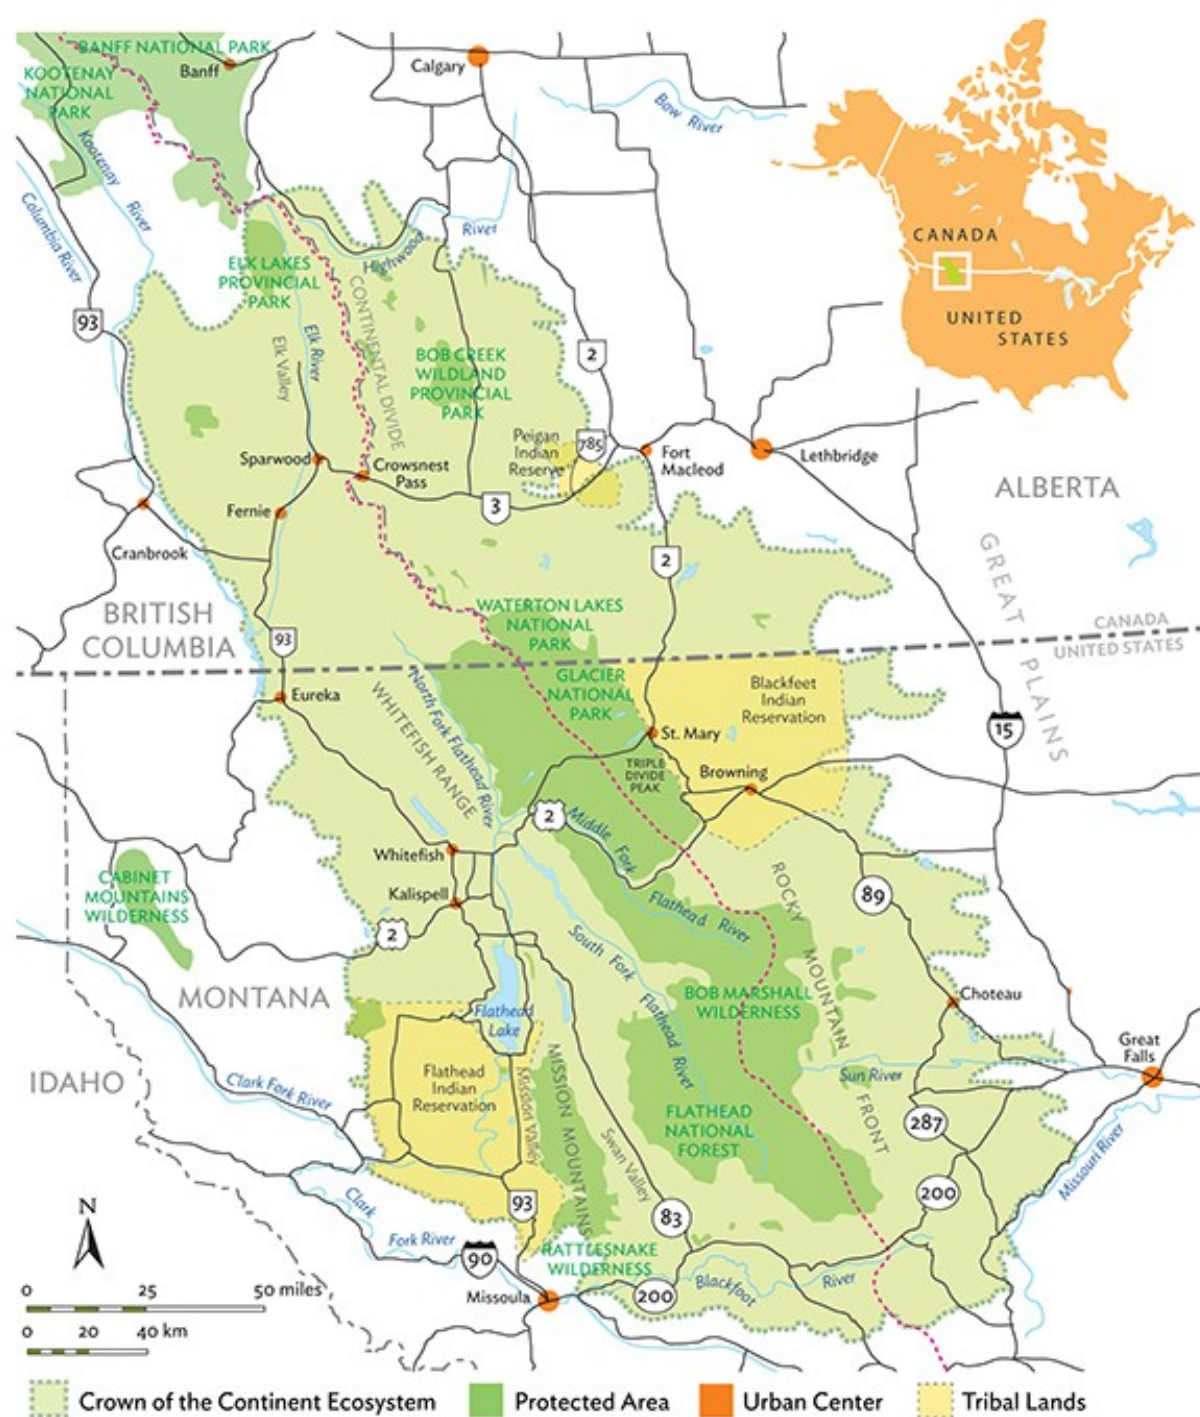 BANFF NATIONAL PARK
Banff
KOOTENAY
NATIONAL
PARK
Calgary
Bow River
Kootenay
River
Columbia River
CANADA
UNITED
STATES
River
Highwood
ELK LAKES
PROVINCIAL
PARK
CONTINENTAL DIVIDE
93
Elk River
Elk Valley
BOB CREEK
WILDLAND
PROVINCIAL
PARK
2
Peigan
Indian
Reserve
785
Fort
Macleod
Lethbridge
Sparwood
Crowsnest
Pass
ALBERTA
3
Fernie
Cranbrook
2
GREAT PLAINS
BRITISH
COLUMBIA
WATERTON LAKES
NATIONAL
PARK
CANADA
UNITED STATES
93
Eureka
GLACIER
NATIONAL
PARK
Blackfeet
Indian
Reservation
North Fork Flathead River
WHITEFISH RANGE
St. Mary
15
TRIPLE
DIVIDE
PEAK
Browning
2
Middle
Fork
Flathead River
Whitefish
Kalispell
ROCKY
MOUNTAIN
FRONT
89
CABINET
MOUNTAINS
WILDERNESS
2
South Fork
Flathead River
MONTANA
BOB MARSHALL
WILDERNESS
Choteau
Flathead
Lake
Great
Falls
IDAHO
Flathead
Indian
Reservation
Clark Fork River
Mission Valley
MISSION MOUNTAINS
Sun River
FLATHEAD
NATIONAL
FOREST
287
Missouri River
Swan Valley
200
93
83
N
Clark
Fork River
90
RATTLESNAKE
WILDERNESS
Missoula
200
Blackfoot
River
0 25 50 miles
0 20 40 km
Crown of the Continent Ecosystem Protected Area Urban Center Tribal Lands